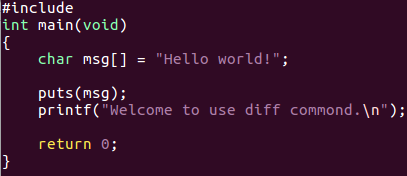 #include
int main(void)
{
    char msg[] = "Hello world!";

    puts(msg);
    printf("Welcome to use diff commond.\n");

    return 0;
}